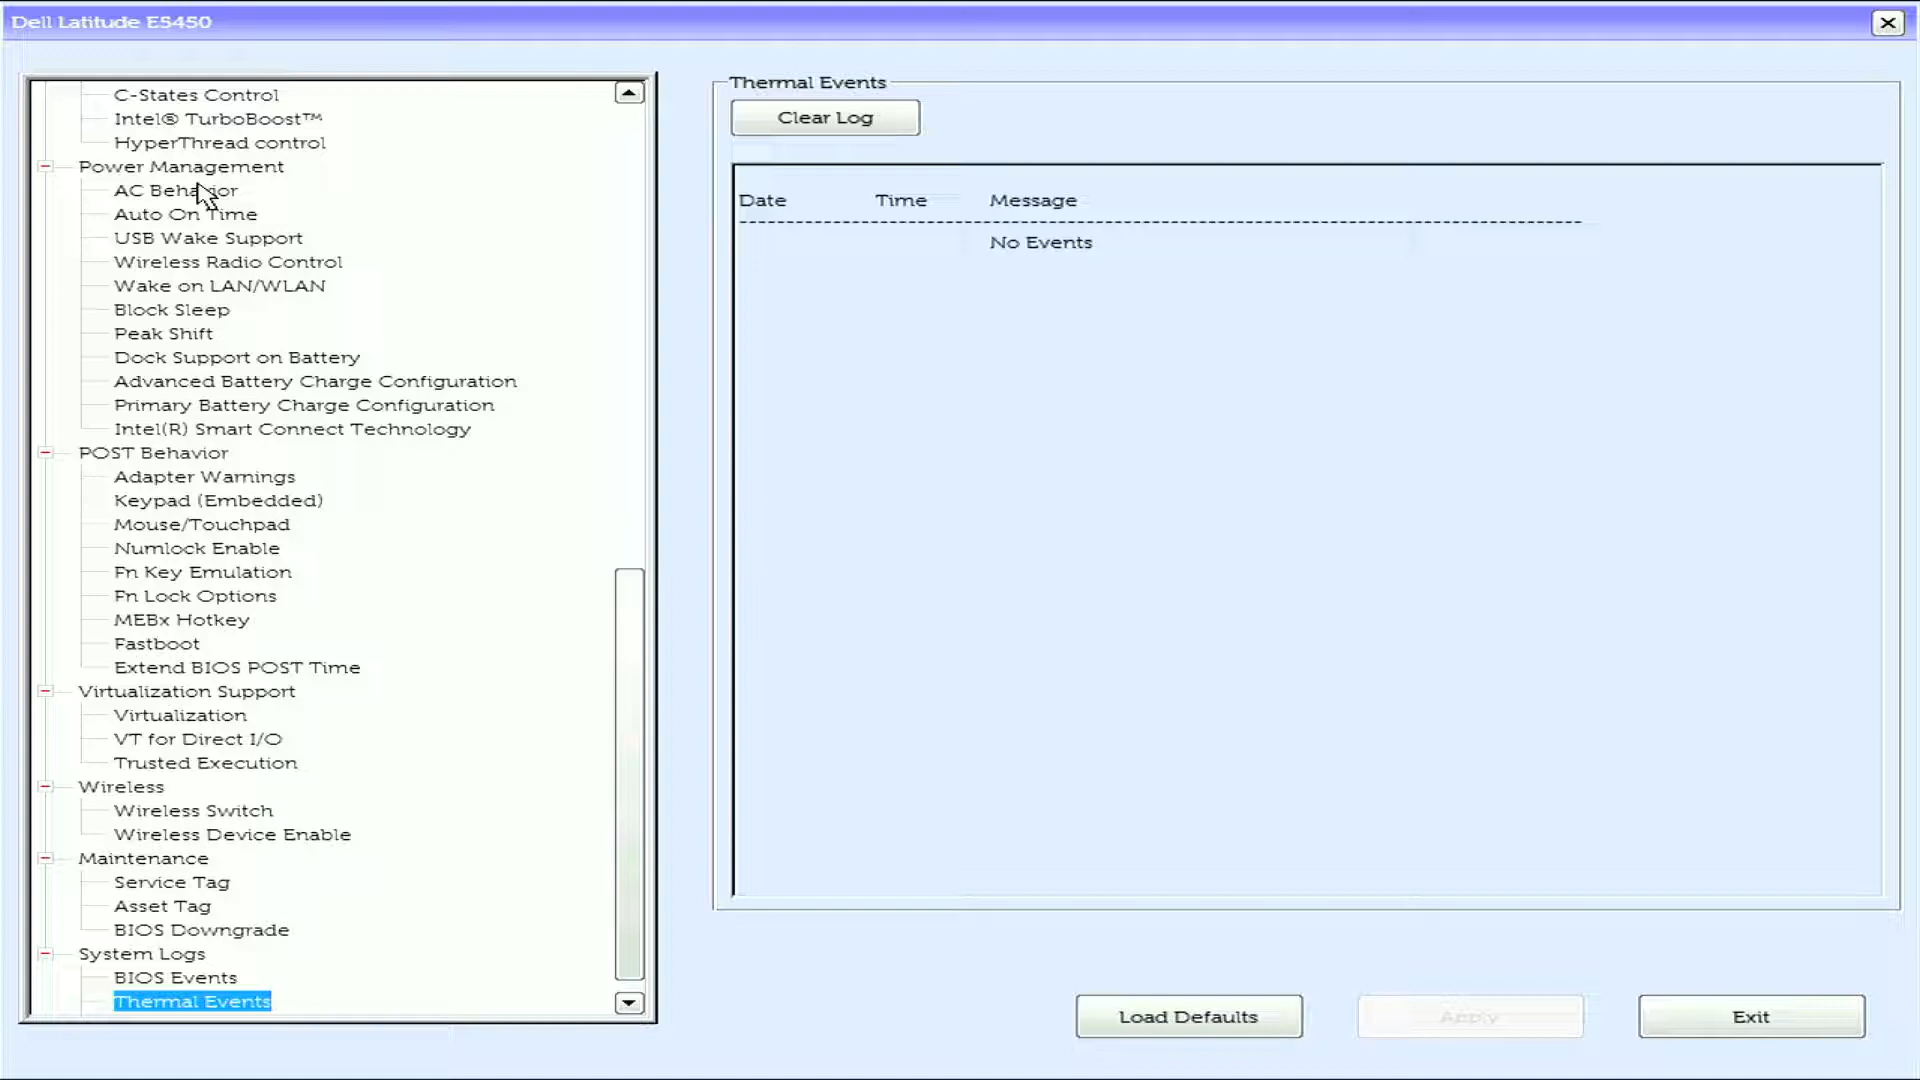 Dell Latitude E5450
C-States Control
Intel® TurboBoost™
HyperThread control
Power Management
AC Behavior
Auto On Time
USB Wake Support
Wireless Radio Control
Wake on LAN/WLAN
Block Sleep
Peak Shift
Dock Support on Battery
Advanced Battery Charge Configuration
Primary Battery Charge Configuration
Intel(R) Smart Connect Technology
POST Behavior
Adapter Warnings
Keypad (Embedded)
Mouse/Touchpad
Numlock Enable
Fn Key Emulation
Fn Lock Options
MEBx Hotkey
Fastboot
Extend BIOS POST Time
Virtualization Support
Virtualization
VT for Direct I/O
Trusted Execution
Wireless
Wireless Switch
Wireless Device Enable
Maintenance
Service Tag
Asset Tag
BIOS Downgrade
System Logs
BIOS Events
Thermal Events
Thermal Events
Clear Log
Date Time Message
No Events
Load Defaults Apply Exit